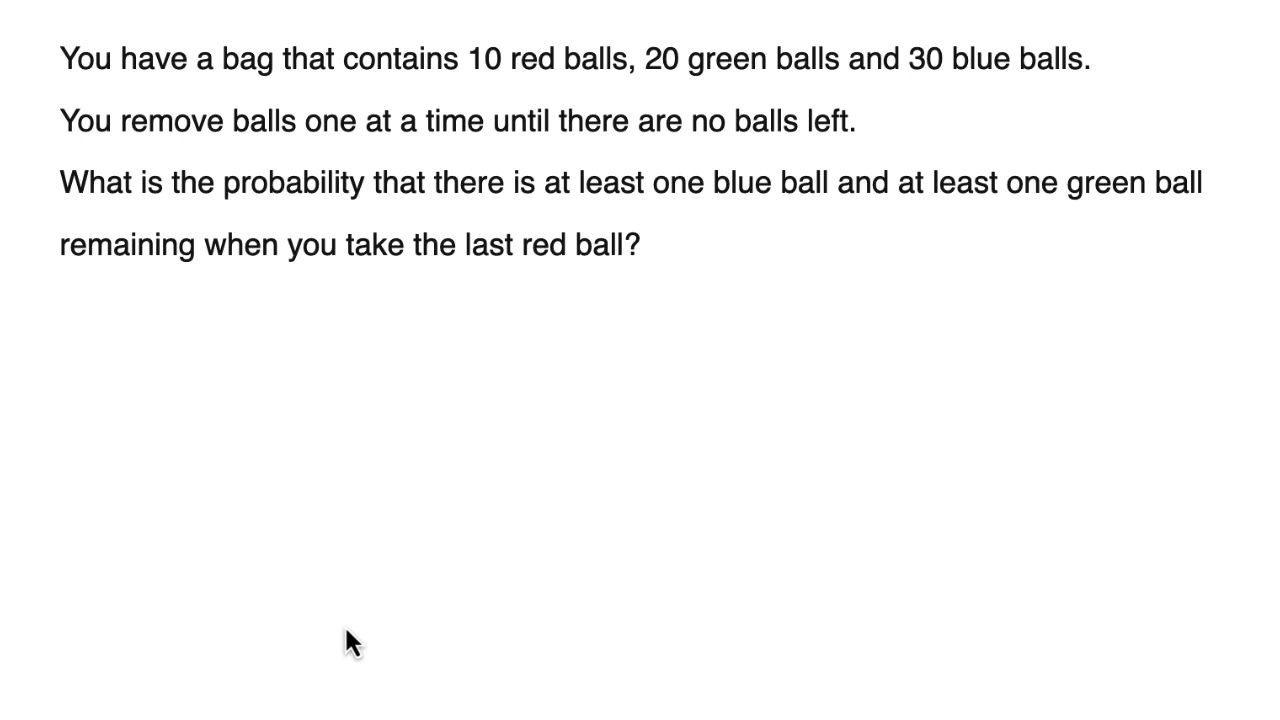 You have a bag that contains 10 red balls, 20 green balls and 30 blue balls.
You remove balls one at a time until there are no balls left.
What is the probability that there is at least one blue ball and at least one green ball
remaining when you take the last red ball?